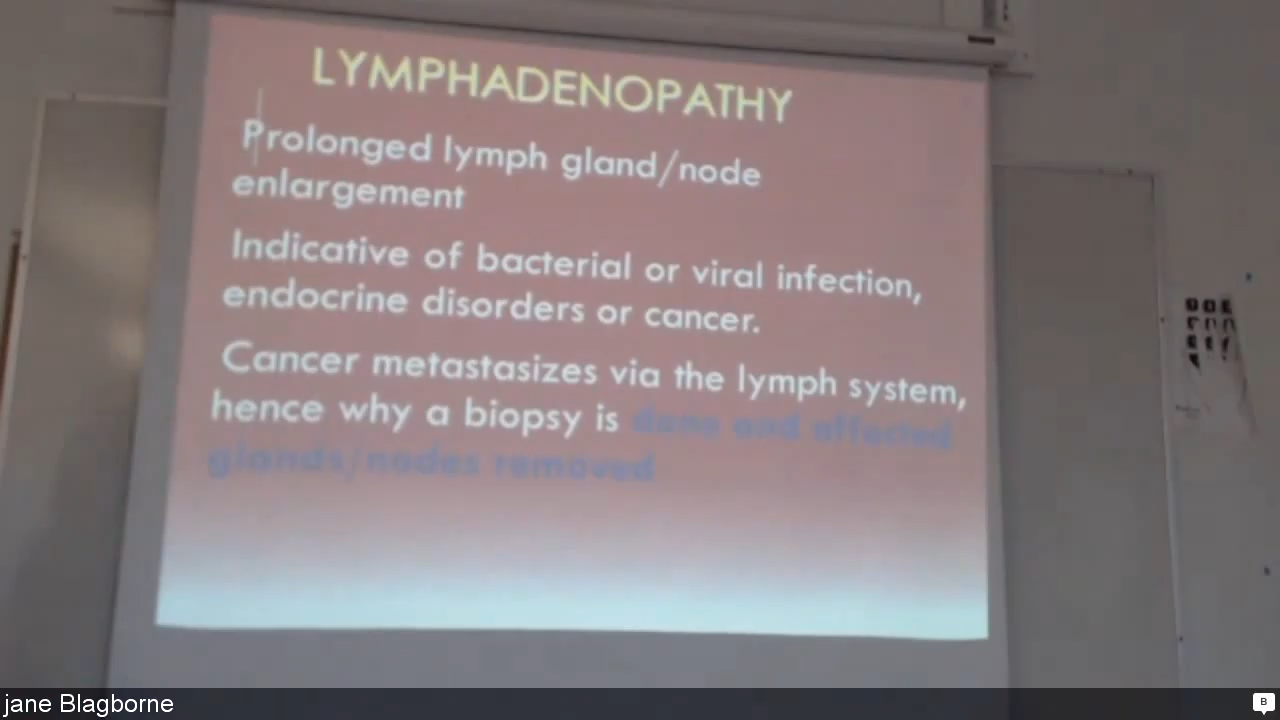 LYMPHADENOPATHY
Prolonged lymph gland/node
enlargement
Indicative of bacterial or viral infection,
endocrine disorders or cancer.
Cancer metastasizes via the lymph system,
hence why a biopsy is done and affected
glands/nodes removed
jane Blagborne
B